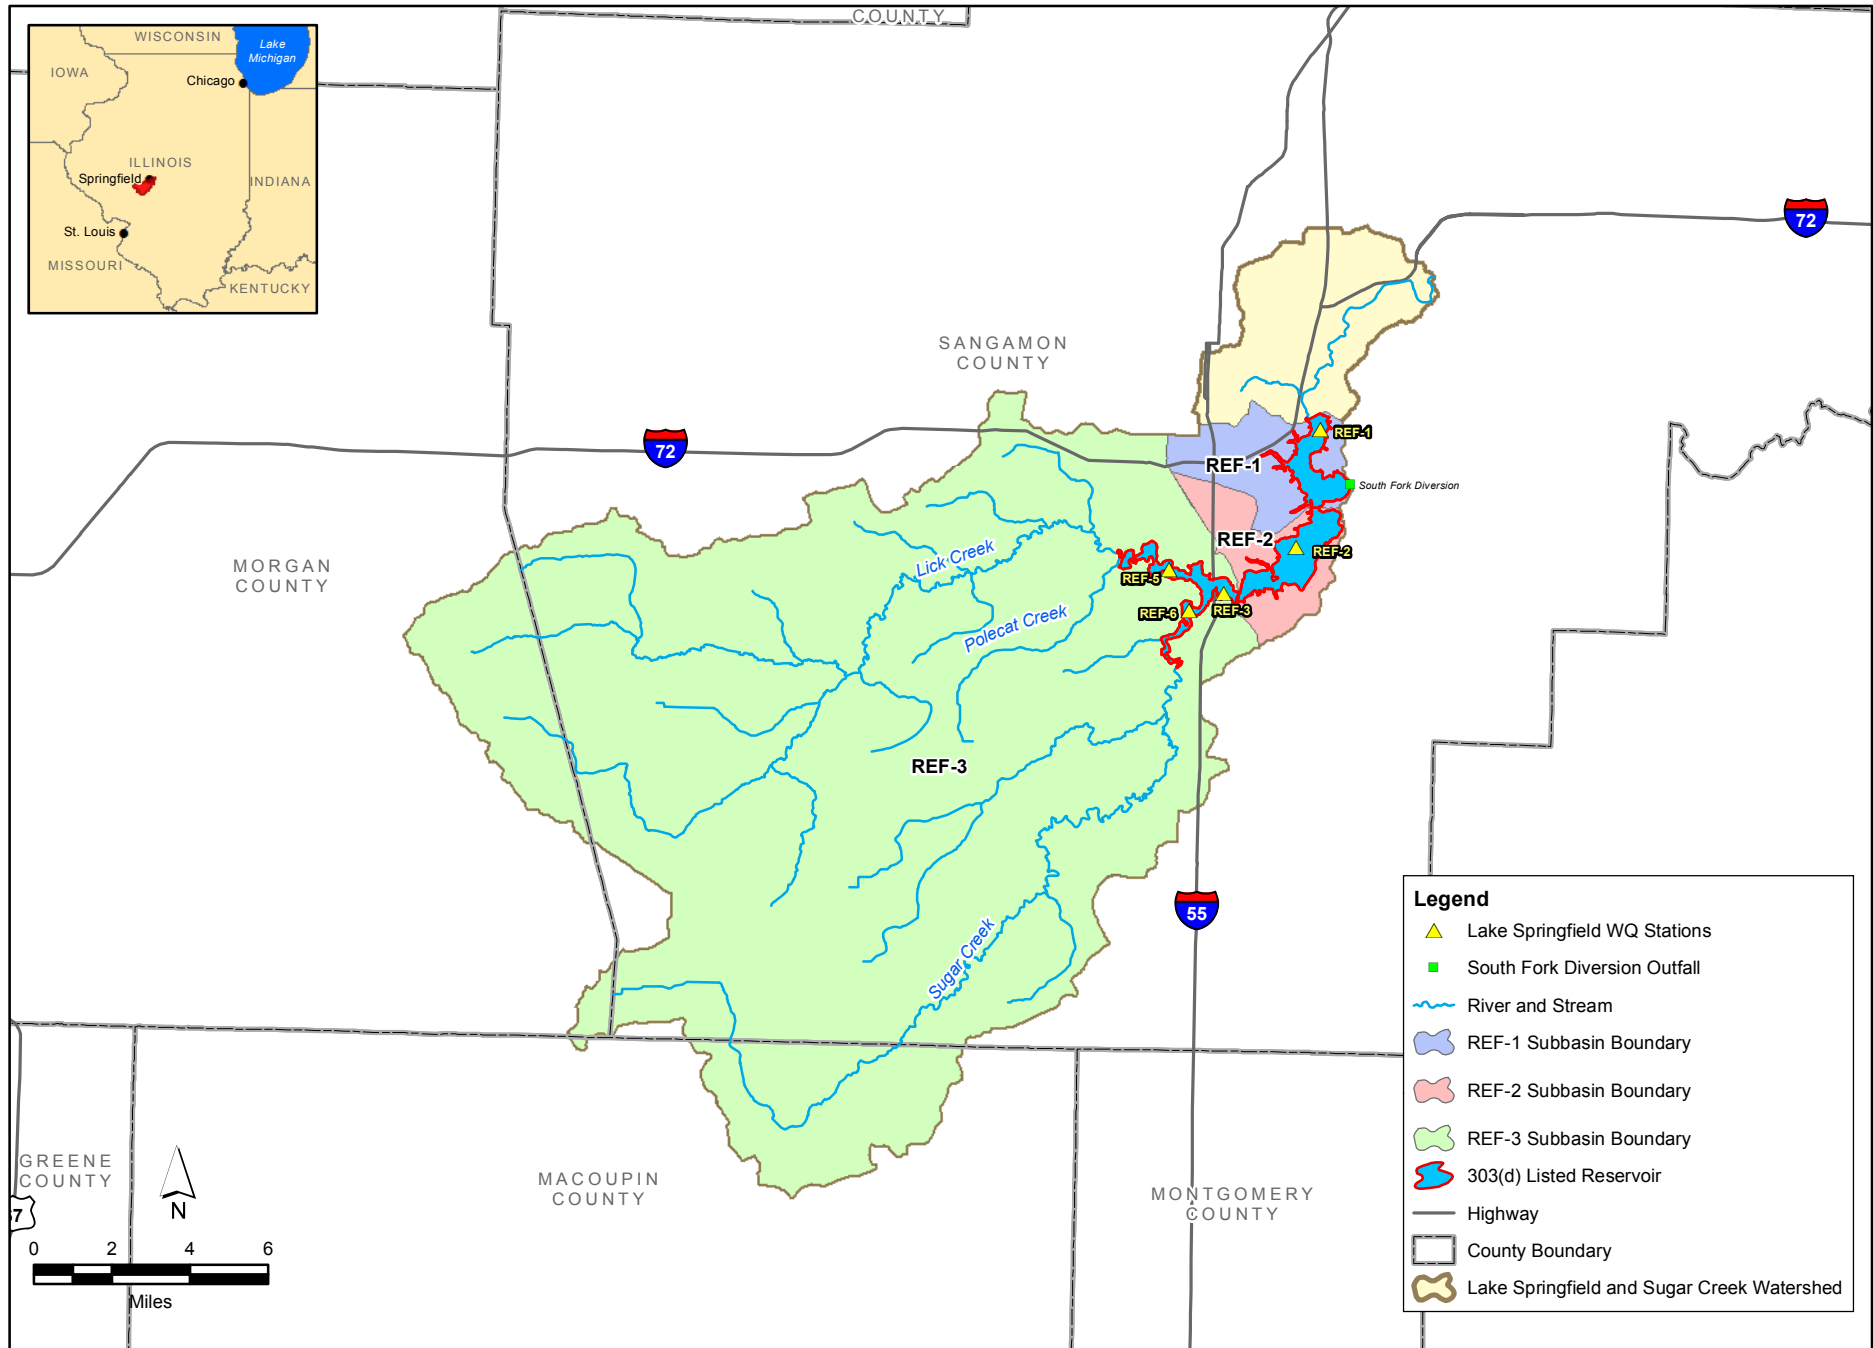 COUNTY
WISCONSIN
Lake
Michigan
IOWA
Chicago
ILLINOIS
Springfield
INDIANA
St. Louis
MISSOURI
KENTUCKY
72
SANGAMON
COUNTY
72
REF-1
REF-1
South Fork Diversion
REF-2
REF-2
Lick Creek
MORGAN
COUNTY
REF-5
REF-6
REF-3
Polecat Creek
REF-3
55
Sugar Creek
Legend
Lake Springfield WQ Stations
South Fork Diversion Outfall
River and Stream
REF-1 Subbasin Boundary
REF-2 Subbasin Boundary
REF-3 Subbasin Boundary
303(d) Listed Reservoir
Highway
County Boundary
Lake Springfield and Sugar Creek Watershed
GREENE
COUNTY
MACOUPIN
COUNTY
MONTGOMERY
COUNTY
N
0 2 4 6
Miles